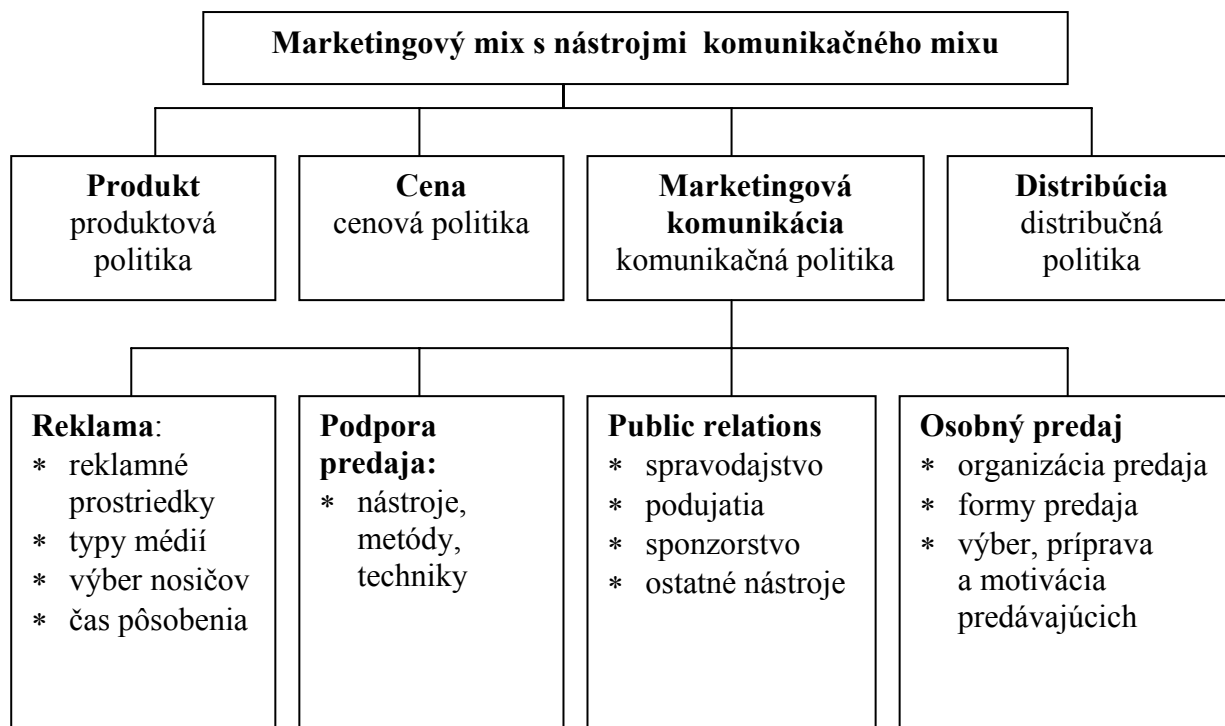 Marketingový mix s nástrojmi komunikačného mixu
Produkt
produktová
politika
Cena
cenová politika
Marketingová
komunikácia
komunikačná politika
Distribúcia
distribučná
politika
Reklama:
* reklamné
prostriedky
* typy médií
* výber nosičov
* čas pôsobenia
Podpora
predaja:
* nástroje,
metódy,
techniky
Public relations
* spravodajstvo
* podujatia
* sponzorstvo
* ostatné nástroje
Osobný predaj
* organizácia predaja
* formy predaja
* výber, príprava
a motivácia
predávajúcich